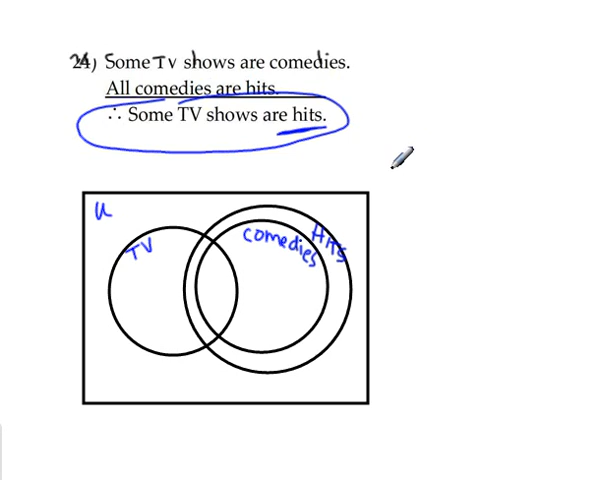 24) Some TV shows are comedies.
All comedies are hits.
∴ Some TV shows are hits.
U
TV
comedies
Hits